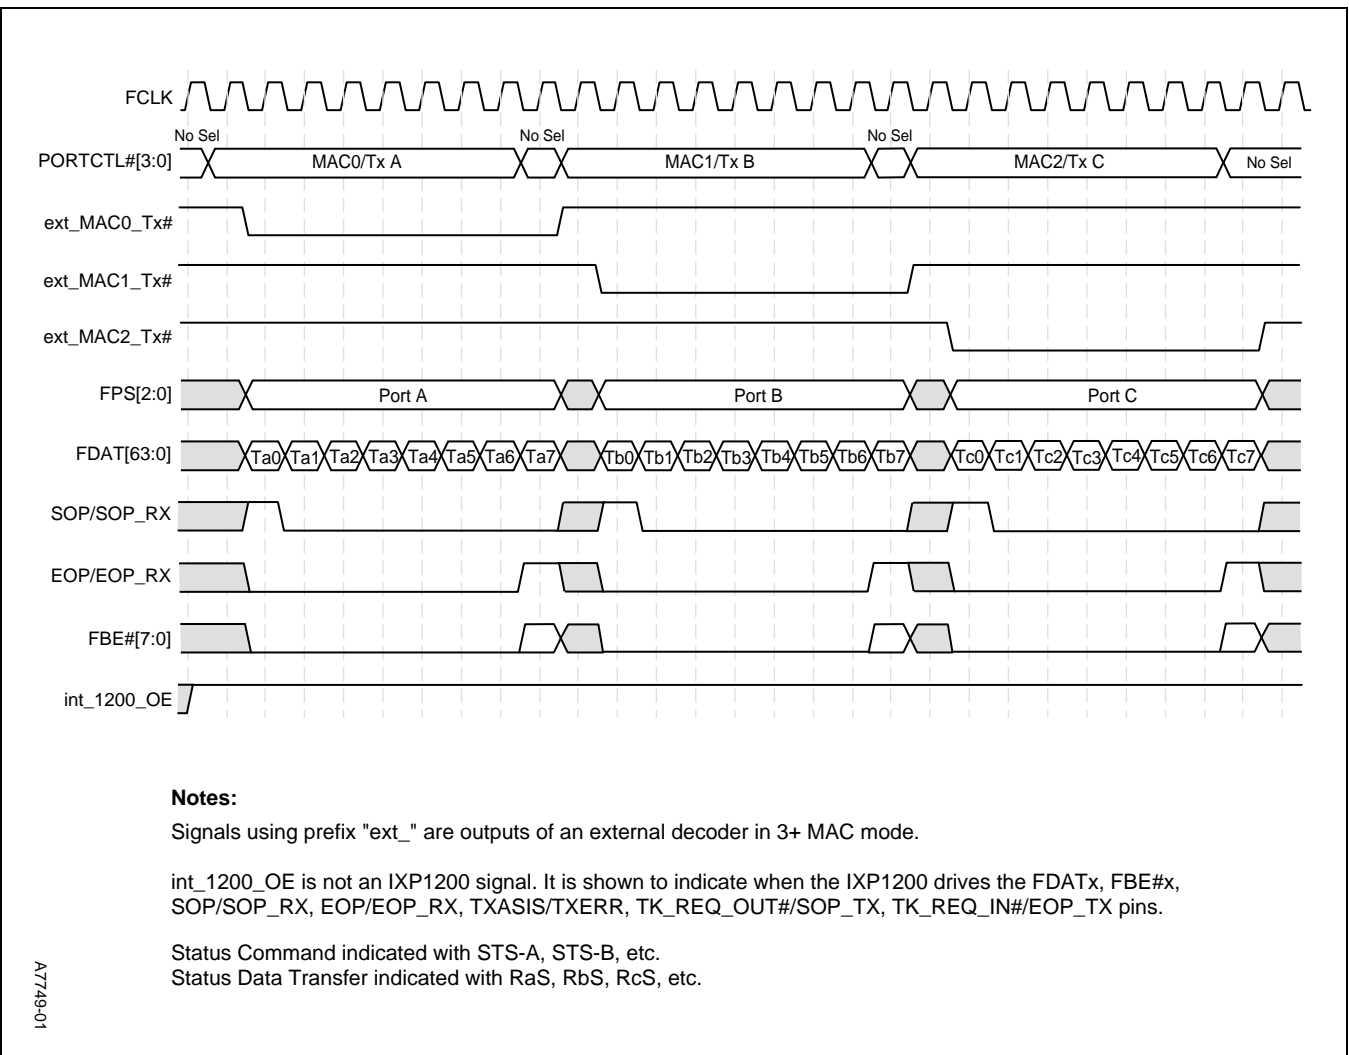 FCLK
No Sel No Sel No Sel
PORTCTL#[3:0] MAC0/Tx A MAC1/Tx B MAC2/Tx C No Sel
ext_MAC0_Tx#
ext_MAC1_Tx#
ext_MAC2_Tx#
FPS[2:0] Port A Port B Port C
FDAT[63:0] Ta0 Ta1 Ta2 Ta3 Ta4 Ta5 Ta6 Ta7 Tb0 Tb1 Tb2 Tb3 Tb4 Tb5 Tb6 Tb7 Tc0 Tc1 Tc2 Tc3 Tc4 Tc5 Tc6 Tc7
SOP/SOP_RX
EOP/EOP_RX
FBE#[7:0]
int_1200_OE
Notes:
Signals using prefix "ext_" are outputs of an external decoder in 3+ MAC mode.
int_1200_OE is not an IXP1200 signal. It is shown to indicate when the IXP1200 drives the FDATx, FBE#x,
SOP/SOP_RX, EOP/EOP_RX, TXASIS/TXERR, TK_REQ_OUT#/SOP_TX, TK_REQ_IN#/EOP_TX pins.
Status Command indicated with STS-A, STS-B, etc.
Status Data Transfer indicated with RaS, RbS, RcS, etc.
A7749-01